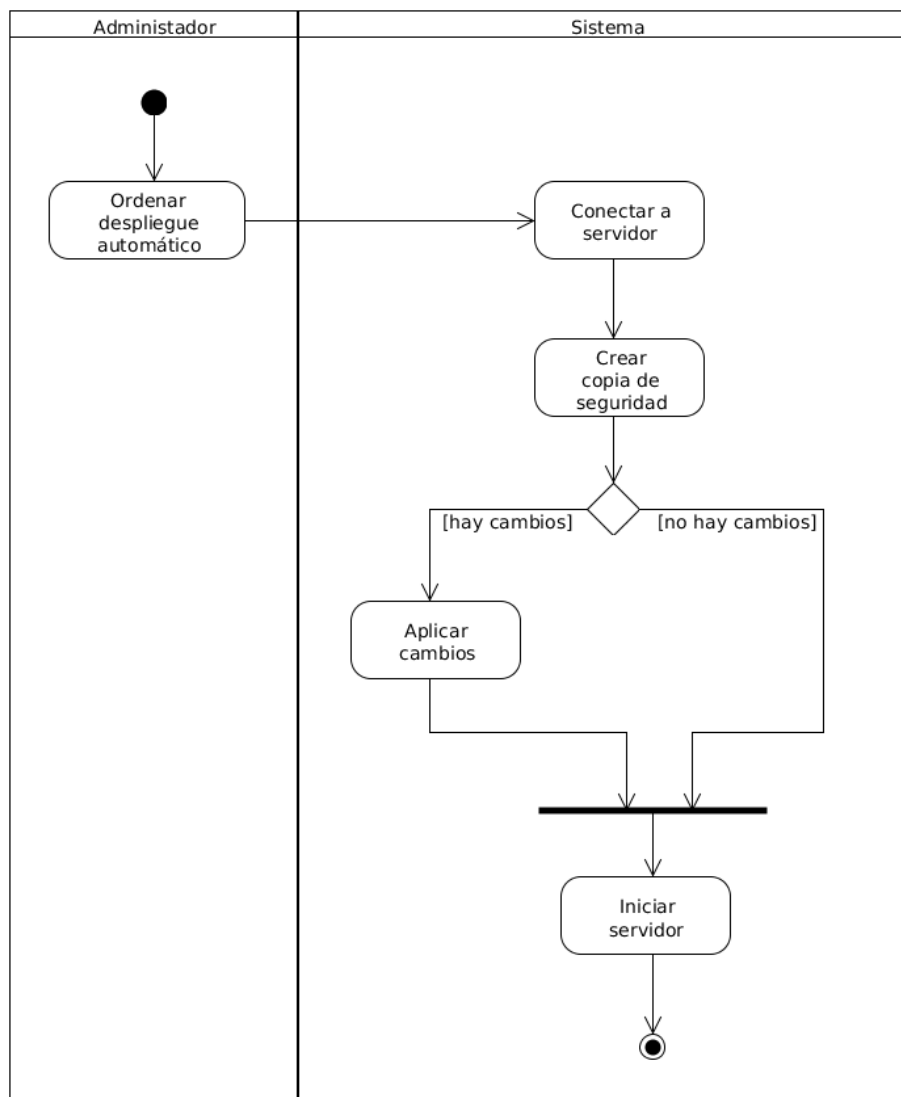 Administador
Sistema
Ordenar
despliegue
automático
Conectar a
servidor
Crear
copia de
seguridad
[hay cambios]
[no hay cambios]
Aplicar
cambios
Iniciar
servidor